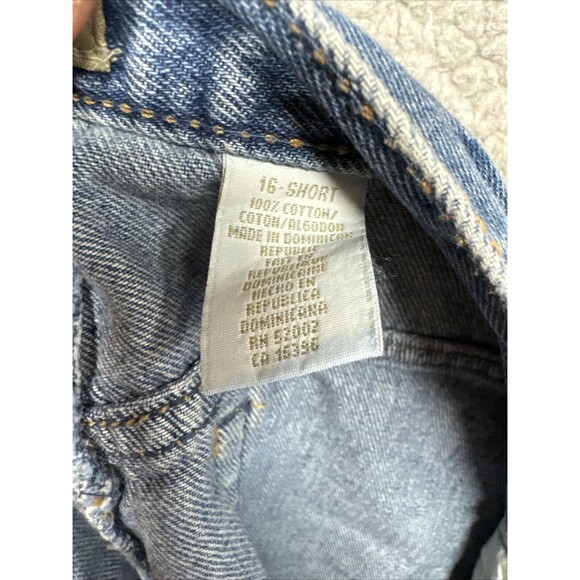 16-SHORT
100% COTTON/
COTON/ALGODON
MADE IN DOMINICAN
REPUBLIC
FAIT EN
REPUBLIQUE
DOMINICAINE
HECHO EN
REPUBLICA
DOMINICANA
RN 52002
CA 16396